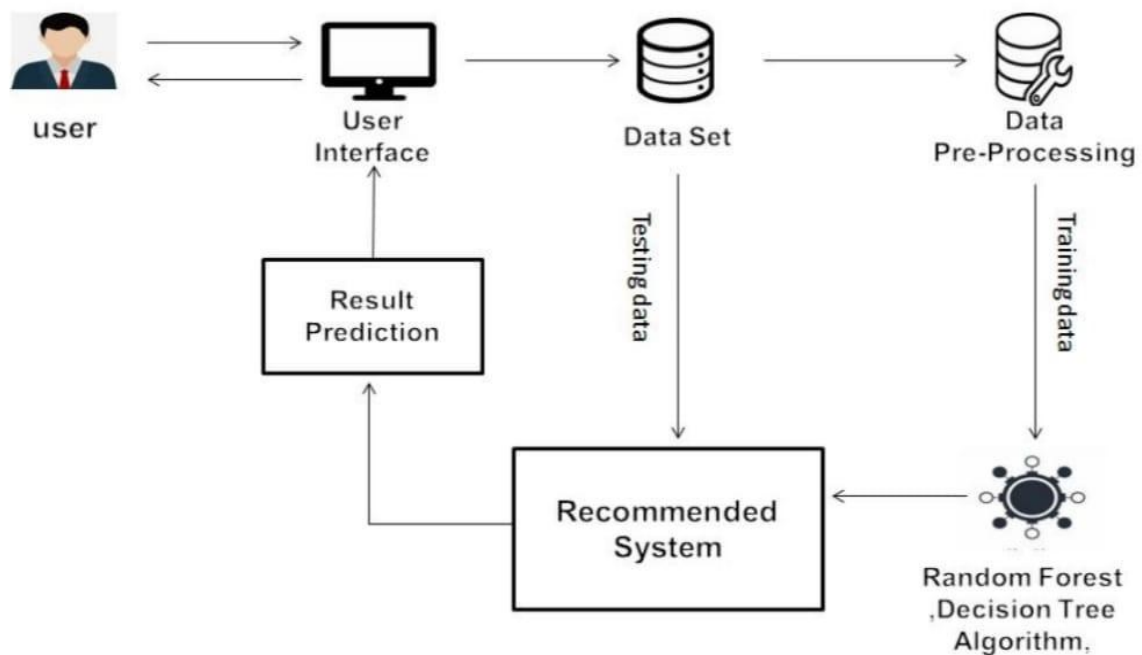 user
User
Interface
Data Set
Data
Pre-Processing
Testing data
Training data
Result
Prediction
Recommended
System
Random Forest
,Decision Tree
Algorithm,